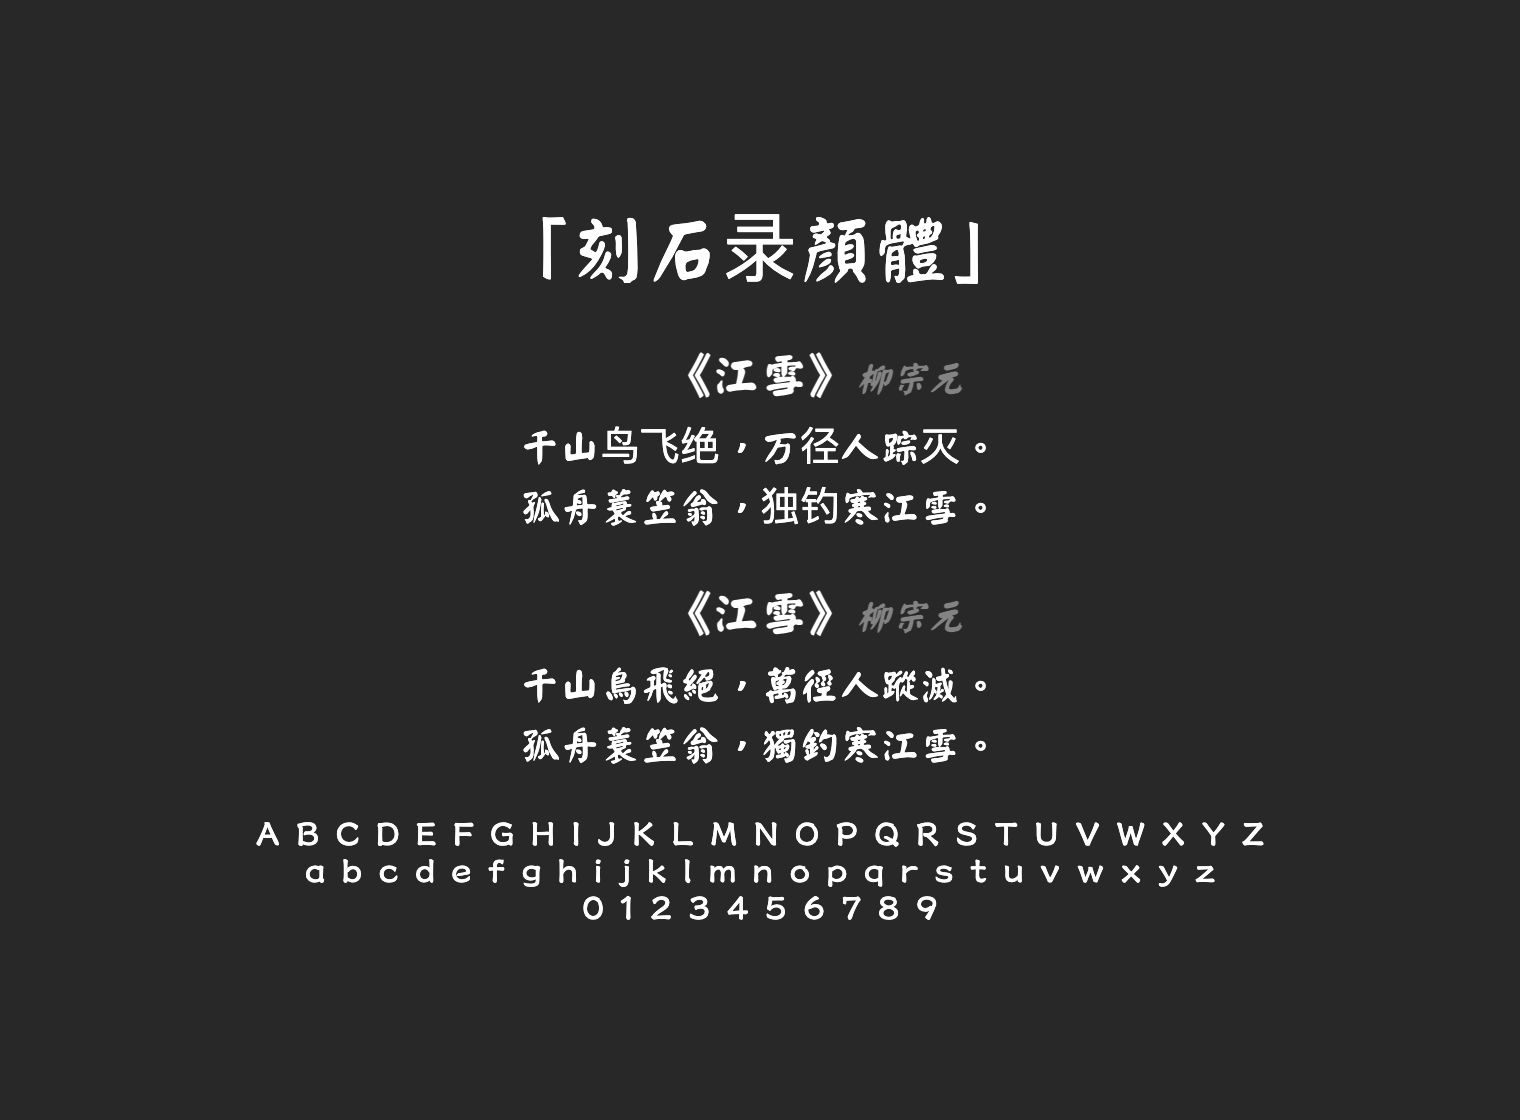 「刻石录顏體」
《江雪》柳宗元
千山鸟飞绝，万径人踪灭。
孤舟蓑笠翁，独钓寒江雪。
《江雪》柳宗元
千山鳥飛絕，萬徑人蹤滅。
孤舟蓑笠翁，獨釣寒江雪。
A B C D E F G H I J K L M N O P Q R S T U V W X Y Z
a b c d e f g h i j k l m n o p q r s t u v w x y z
0 1 2 3 4 5 6 7 8 9